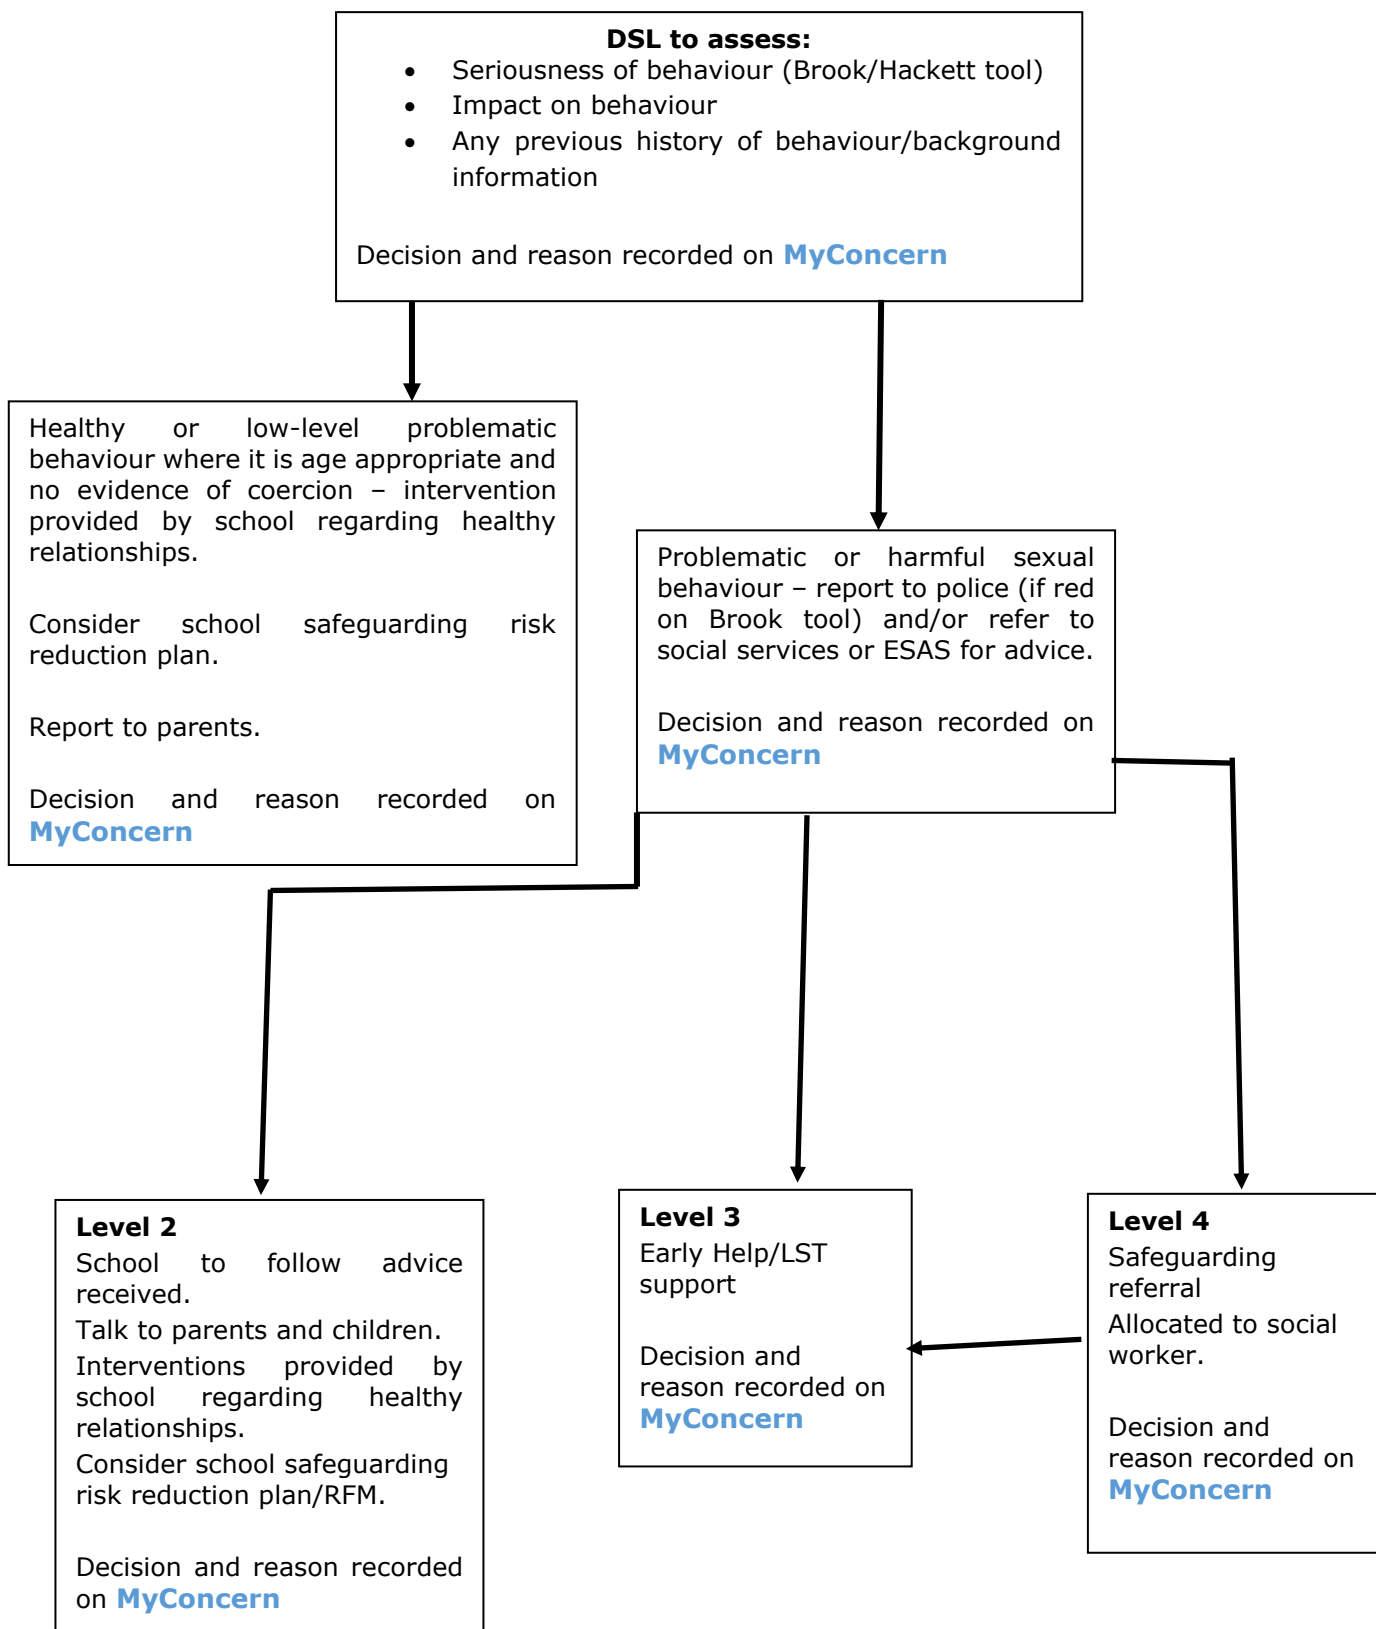 DSL to assess:
• Seriousness of behaviour (Brook/Hackett tool)
• Impact on behaviour
• Any previous history of behaviour/background
information
Decision and reason recorded on MyConcern
Healthy or low-level problematic
behaviour where it is age appropriate and
no evidence of coercion – intervention
provided by school regarding healthy
relationships.
Consider school safeguarding risk
reduction plan.
Report to parents.
Decision and reason recorded on
MyConcern
Problematic or harmful sexual
behaviour – report to police (if red
on Brook tool) and/or refer to
social services or ESAS for advice.
Decision and reason recorded on
MyConcern
Level 2
School to follow advice
received.
Talk to parents and children.
Interventions provided by
school regarding healthy
relationships.
Consider school safeguarding
risk reduction plan/RFM.
Decision and reason recorded
on MyConcern
Level 3
Early Help/LST
support
Decision and
reason recorded on
MyConcern
Level 4
Safeguarding
referral
Allocated to social
worker.
Decision and
reason recorded on
MyConcern